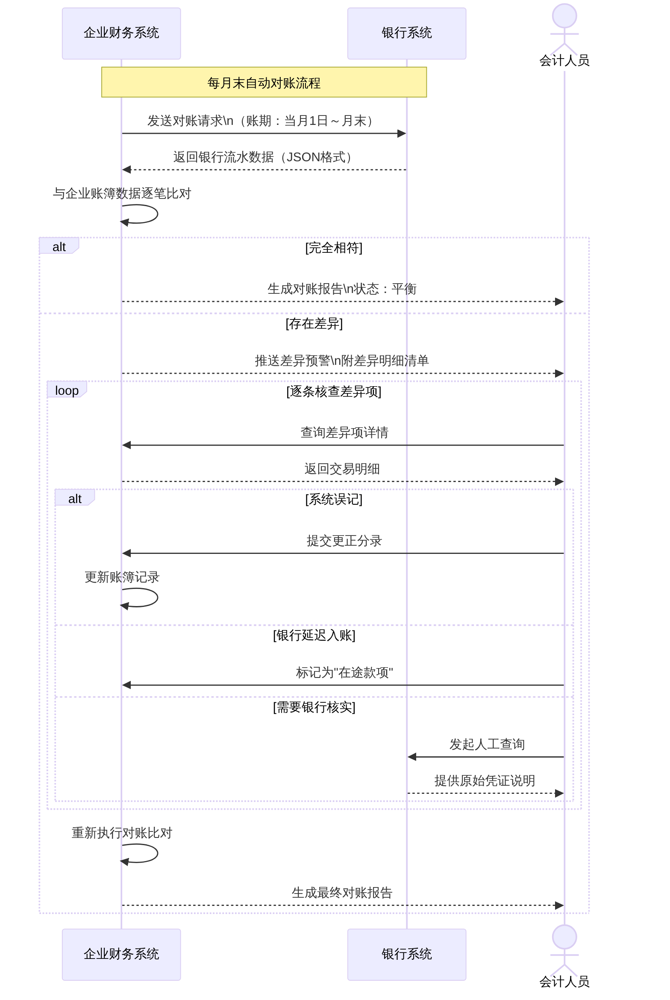 企业财务系统
银行系统
会计人员
每月末自动对账流程
发送对账请求\n（账期：当月1日～月末）
返回银行流水数据（JSON格式）
与企业账簿数据逐笔比对
alt
[完全相符]
生成对账报告\n状态：平衡
[存在差异]
推送差异预警\n附差异明细清单
loop
[逐条核查差异项]
查询差异项详情
返回交易明细
alt
[系统误记]
提交更正分录
更新账簿记录
[银行延迟入账]
标记为"在途款项"
[需要银行核实]
发起人工查询
提供原始凭证说明
重新执行对账比对
生成最终对账报告
企业财务系统
银行系统
会计人员